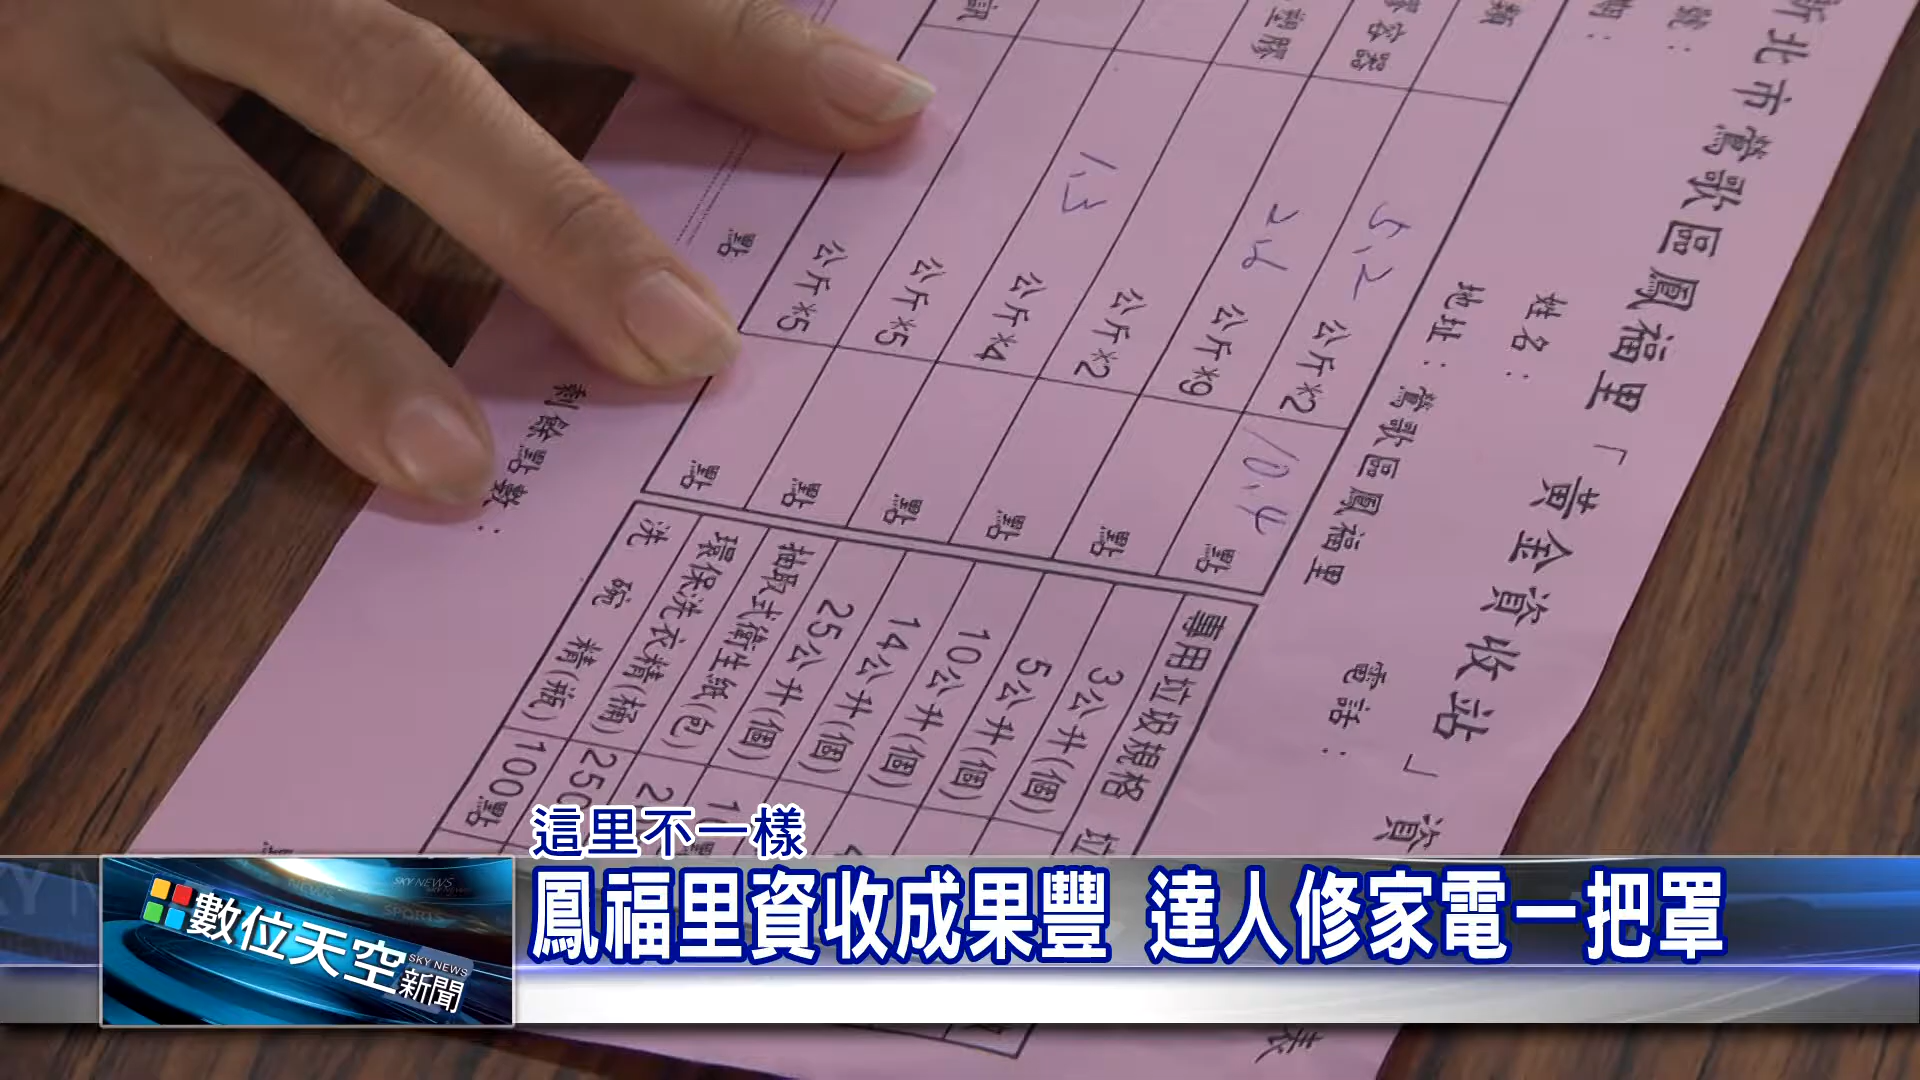 新北市鶯歌區鳳福里「黃金資收站」資
姓名：
電話：
地址：鶯歌區鳳福里
5.2 公斤*2 10.4 點
公斤*9 點
1.3 公斤*2 點
公斤*4 點
公斤*5 點
公斤*5 點
點
剩餘點數：
專用垃圾規格
3公升(個)
5公升(個)
10公升(個)
14公升(個)
25公升(個)
抽取式衛生紙(包)
環保洗衣精(桶) 250
洗碗精(瓶) 100點
表
這里不一樣
鳳福里資收成果豐 達人修家電一把罩
數位天空
SKY NEWS
新聞